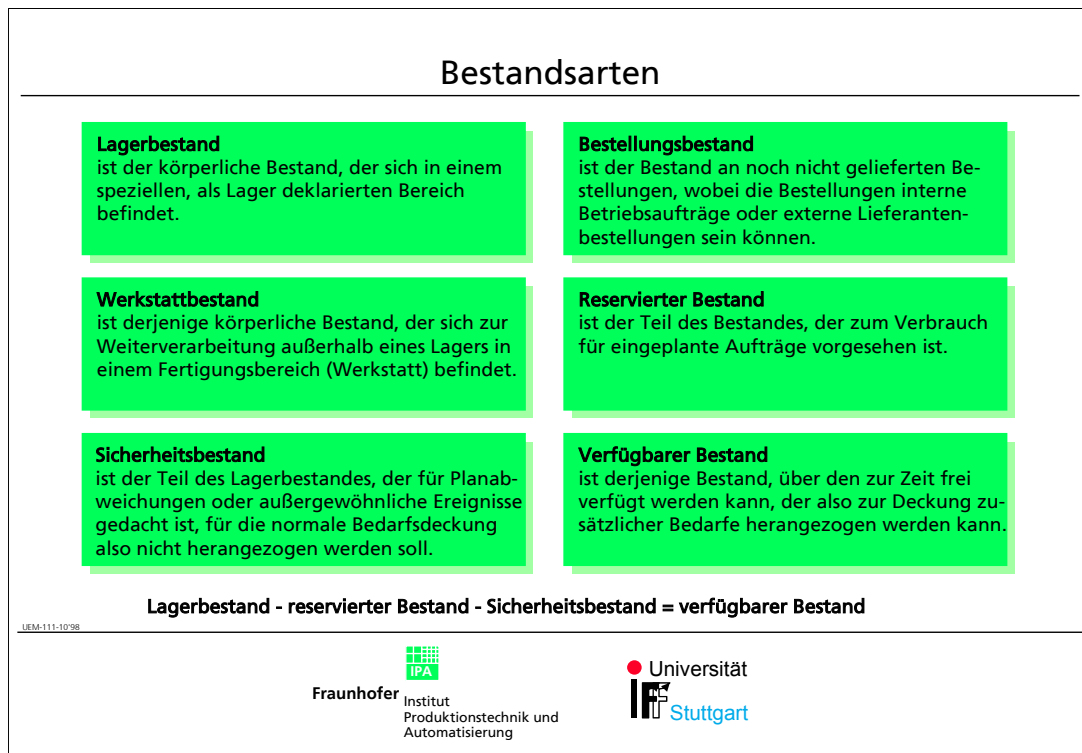 Bestandsarten
Lagerbestand
ist der körperliche Bestand, der sich in einem
speziellen, als Lager deklarierten Bereich
befindet.
Bestellungsbestand
ist der Bestand an noch nicht gelieferten Be-
stellungen, wobei die Bestellungen interne
Betriebsaufträge oder externe Lieferanten-
bestellungen sein können.
Werkstattbestand
ist derjenige körperliche Bestand, der sich zur
Weiterverarbeitung außerhalb eines Lagers in
einem Fertigungsbereich (Werkstatt) befindet.
Reservierter Bestand
ist der Teil des Bestandes, der zum Verbrauch
für eingeplante Aufträge vorgesehen ist.
Sicherheitsbestand
ist der Teil des Lagerbestandes, der für Planab-
weichungen oder außergewöhnliche Ereignisse
gedacht ist, für die normale Bedarfsdeckung
also nicht herangezogen werden soll.
Verfügbarer Bestand
ist derjenige Bestand, über den zur Zeit frei
verfügt werden kann, der also zur Deckung zu-
sätzlicher Bedarfe herangezogen werden kann.
Lagerbestand - reservierter Bestand - Sicherheitsbestand = verfügbarer Bestand
UEM-111-10'98
IPA
Fraunhofer Institut
Produktionstechnik und
Automatisierung
Universität
IFF
Stuttgart